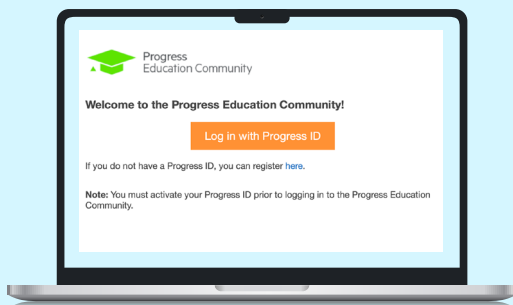 Progress
Education Community
Welcome to the Progress Education Community!
Log in with Progress ID
If you do not have a Progress ID, you can register here.
Note: You must activate your Progress ID prior to logging in to the Progress Education
Community.